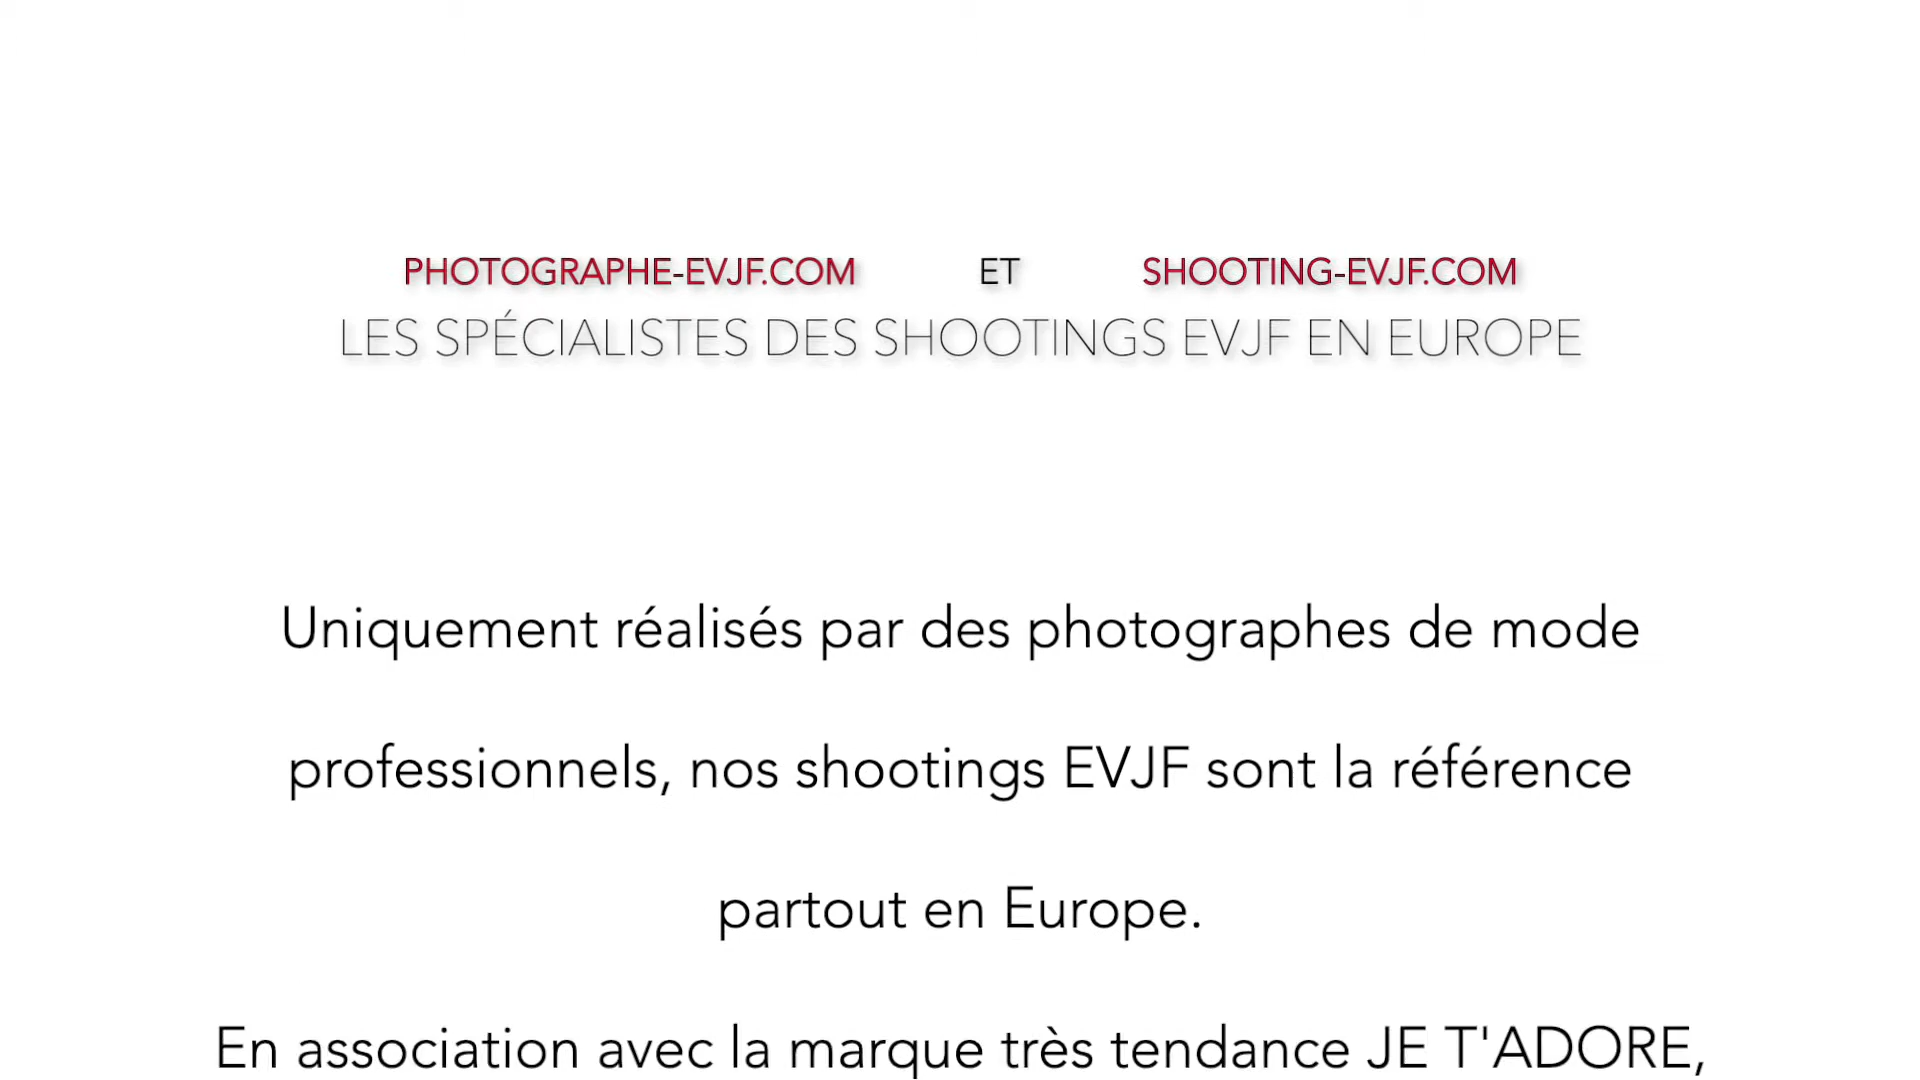 PHOTOGRAPHE-EVJF.COM ET SHOOTING-EVJF.COM
LES SPÉCIALISTES DES SHOOTINGS EVJF EN EUROPE
Uniquement réalisés par des photographes de mode
professionnels, nos shootings EVJF sont la référence
partout en Europe.
En association avec la marque très tendance JE T'ADORE,